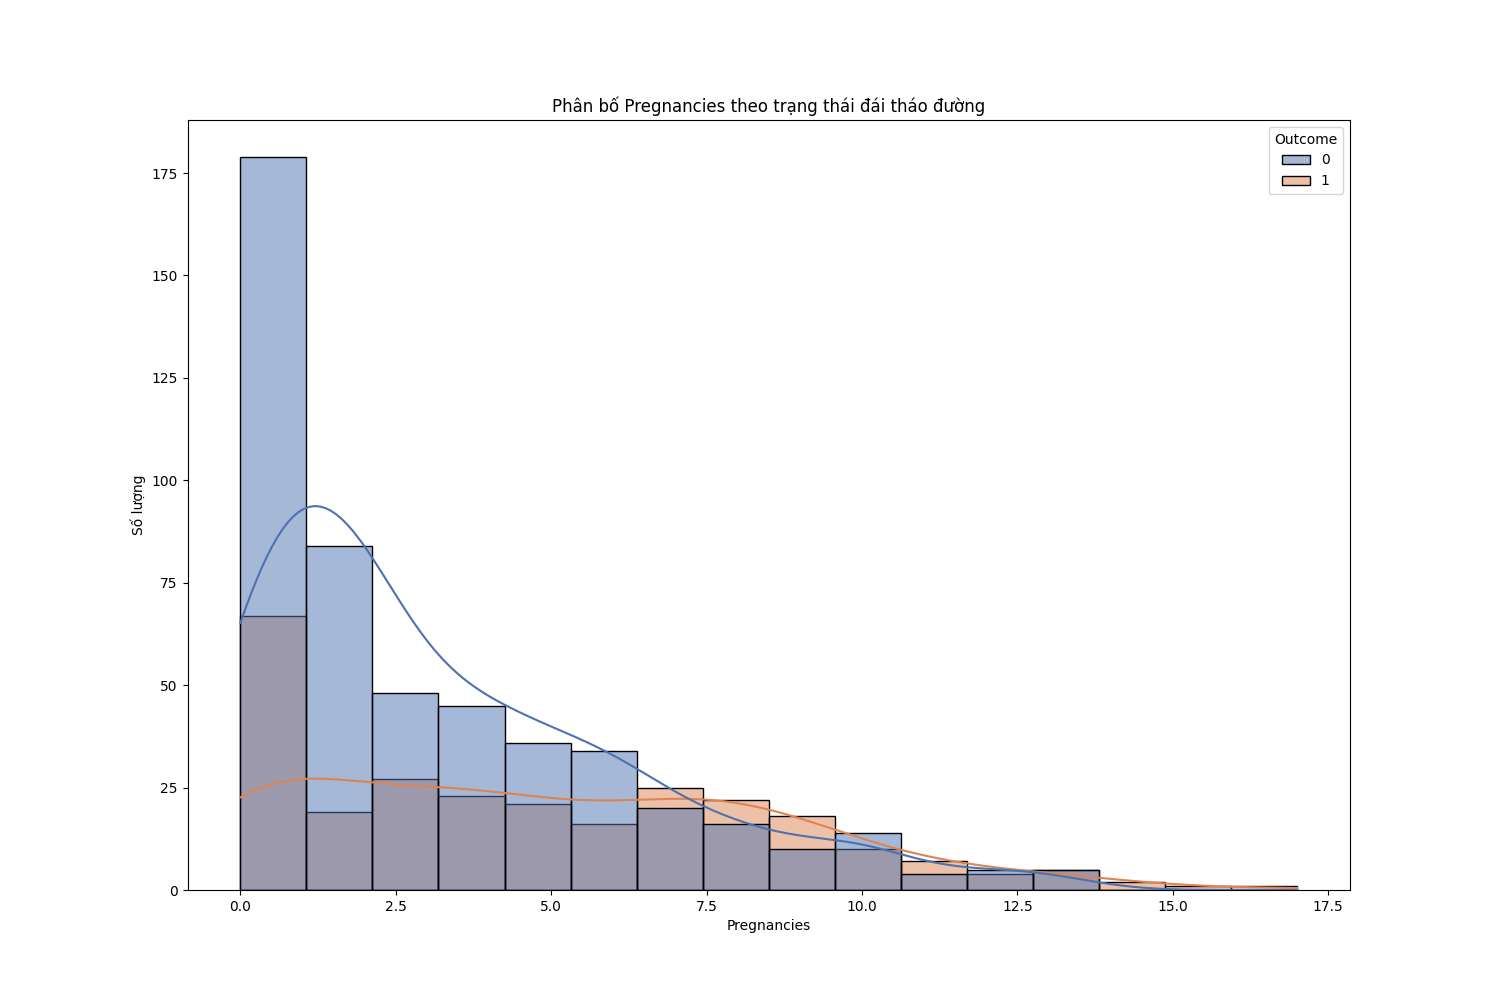 Phân bố Pregnancies theo trạng thái đái tháo đường
Outcome
0
1
175
150
125
100
75
50
25
0
Số lượng
0.0 2.5 5.0 7.5 10.0 12.5 15.0 17.5
Pregnancies